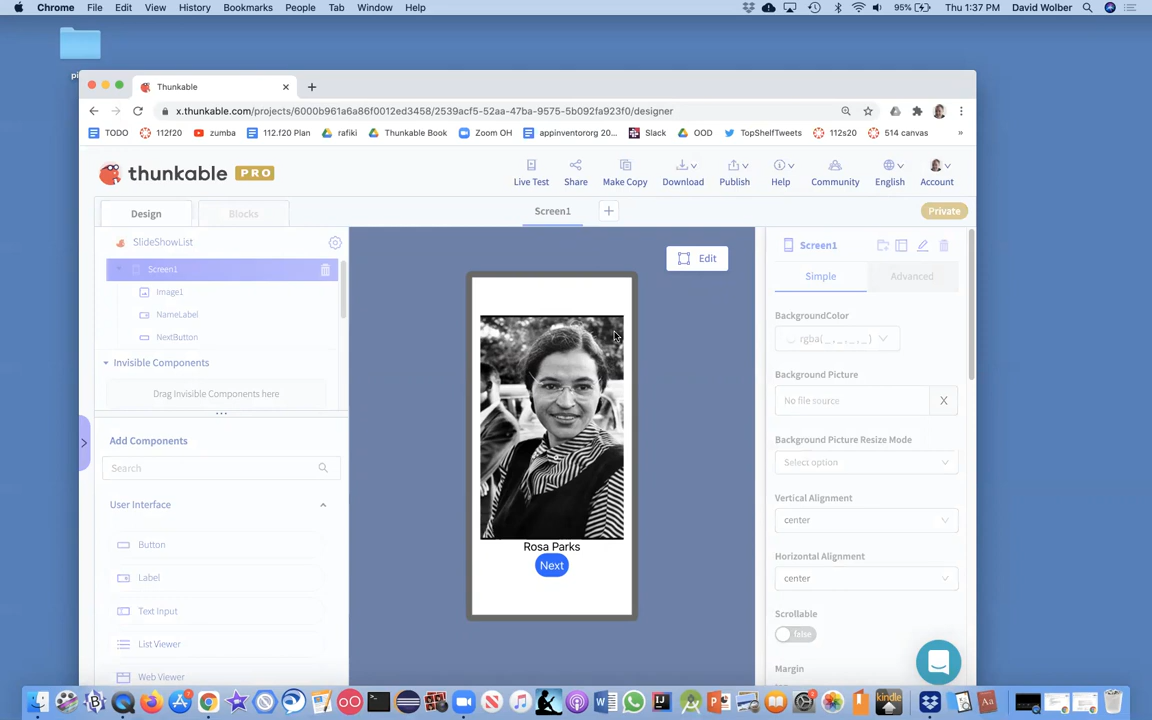 Chrome File Edit View History Bookmarks People Tab Window Help 95% Thu 1:37 PM David Wolber
Thunkable
x.thunkable.com/projects/6000b961a6a86f0012ed3458/2539acf5-52aa-47ba-9575-5b092fa923f0/designer
TODO 112f20 zumba 112.f20 Plan rafiki Thunkable Book Zoom OH appinventorog 20... Slack OOD TopShelfTweets 112s20 514 canvas »
thunkable PRO
Live Test Share Make Copy Download Publish Help Community English Account
Design Blocks Screen1 Private
SlideShowList
Screen1
Image1
NameLabel
NextButton
Invisible Components
Drag Invisible Components here
Add Components
Search
User Interface
Button
Label
Text Input
List Viewer
Web Viewer
Edit
Rosa Parks
Next
Screen1
Simple Advanced
BackgroundColor
rgba( _ , _ , _ , _ )
Background Picture
No file source X
Background Picture Resize Mode
Select option
Vertical Alignment
center
Horizontal Alignment
center
Scrollable
false
Margin
kindle